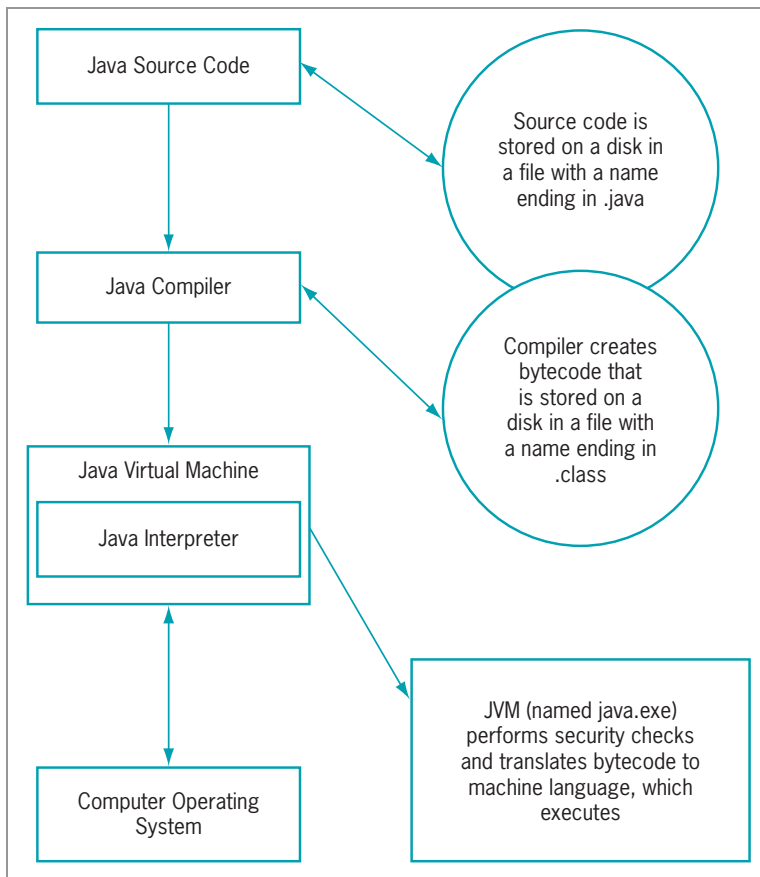 Java Source Code
Source code is
stored on a disk in
a file with a name
ending in .java
Java Compiler
Compiler creates
bytecode that
is stored on a
disk in a file with
a name ending in
.class
Java Virtual Machine
Java Interpreter
JVM (named java.exe)
performs security checks
and translates bytecode to
machine language, which
executes
Computer Operating
System